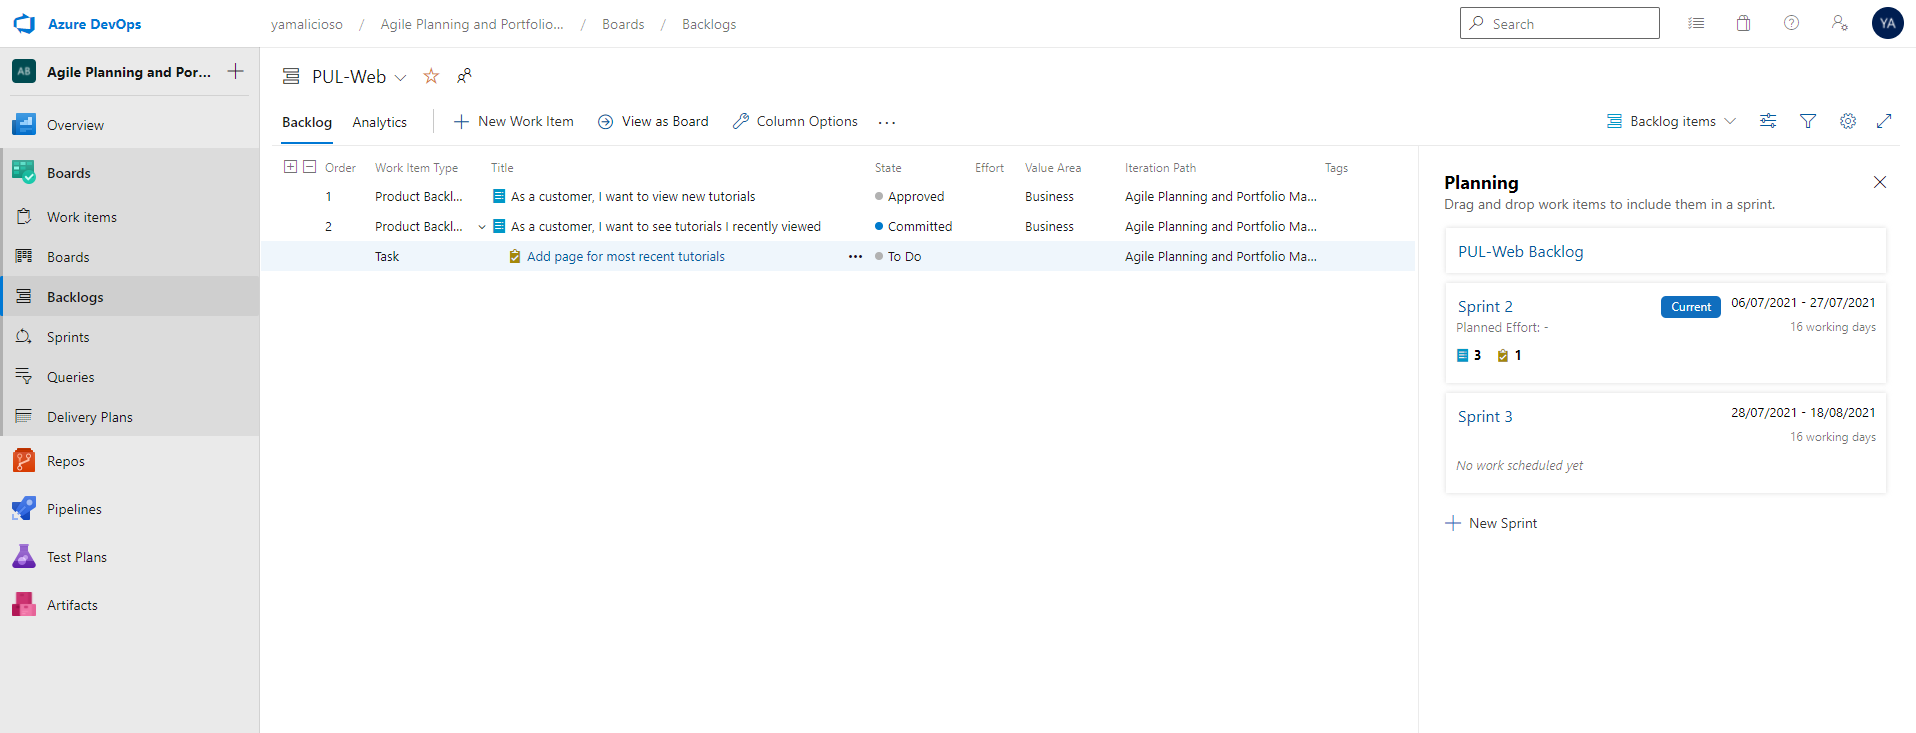 Azure DevOps
yamalicioso / Agile Planning and Portfolio... / Boards / Backlogs
Search
YA
AB Agile Planning and Por...
Overview
Boards
Work items
Boards
Backlogs
Sprints
Queries
Delivery Plans
Repos
Pipelines
Test Plans
Artifacts
PUL-Web
Backlog Analytics New Work Item View as Board Column Options ...
Backlog items
Order Work Item Type Title State Effort Value Area Iteration Path Tags
1 Product Backl... As a customer, I want to view new tutorials Approved Business Agile Planning and Portfolio Ma...
2 Product Backl... As a customer, I want to see tutorials I recently viewed Committed Business Agile Planning and Portfolio Ma...
Task Add page for most recent tutorials ... To Do Agile Planning and Portfolio Ma...
Planning
Drag and drop work items to include them in a sprint.
PUL-Web Backlog
Sprint 2 Current 06/07/2021 - 27/07/2021
Planned Effort: - 16 working days
3 1
Sprint 3 28/07/2021 - 18/08/2021
16 working days
No work scheduled yet
New Sprint